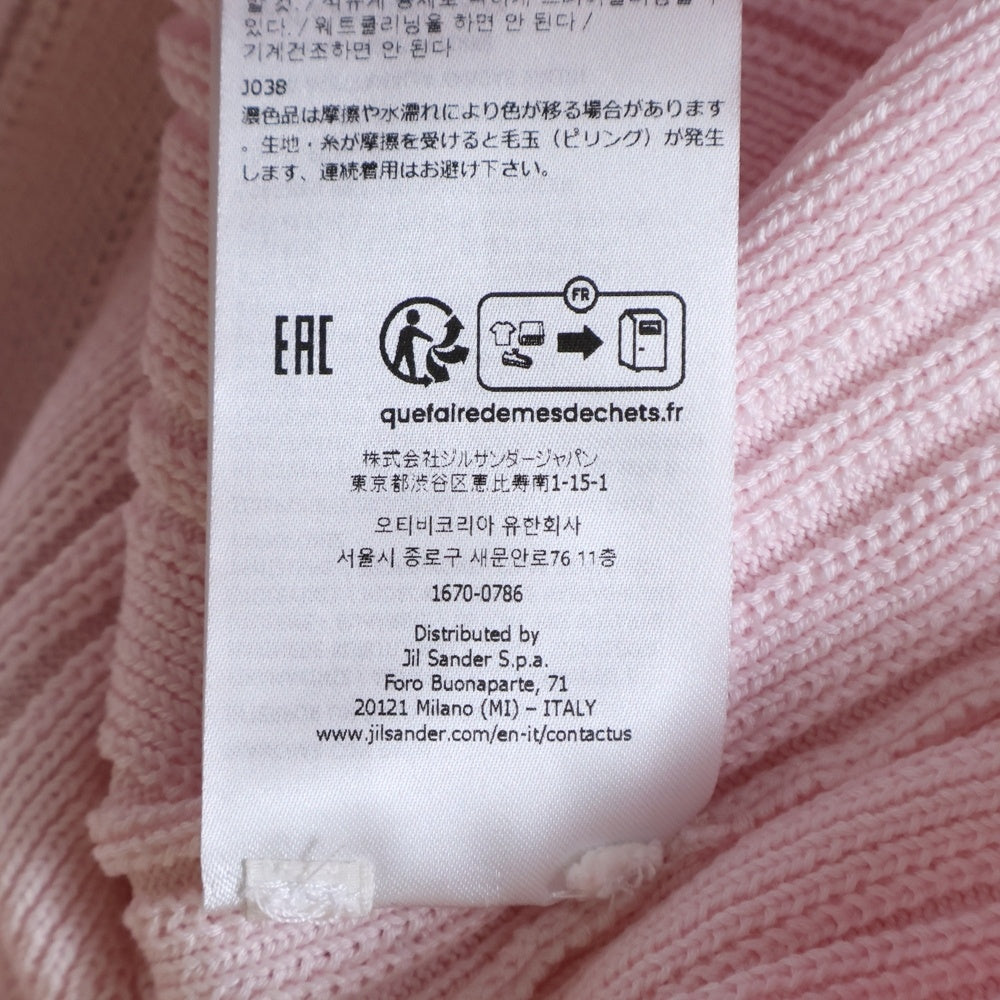 있다. / 웨트클리닝을 하면 안 된다 /
기계건조하면 안 된다
J038
濃色品は摩擦や水濡れにより色が移る場合があります
。生地・糸が摩擦を受けると毛玉（ピリング）が発生
します、連続着用はお避け下さい。
EAC
FR
quefairedemesdechets.fr
株式会社ジルサンダージャパン
東京都渋谷区恵比寿南1-15-1
오티비코리아 유한회사
서울시 종로구 새문안로76 11층
1670-0786
Distributed by
Jil Sander S.p.a.
Foro Buonaparte, 71
20121 Milano (MI) – ITALY
www.jilsander.com/en-it/contactus